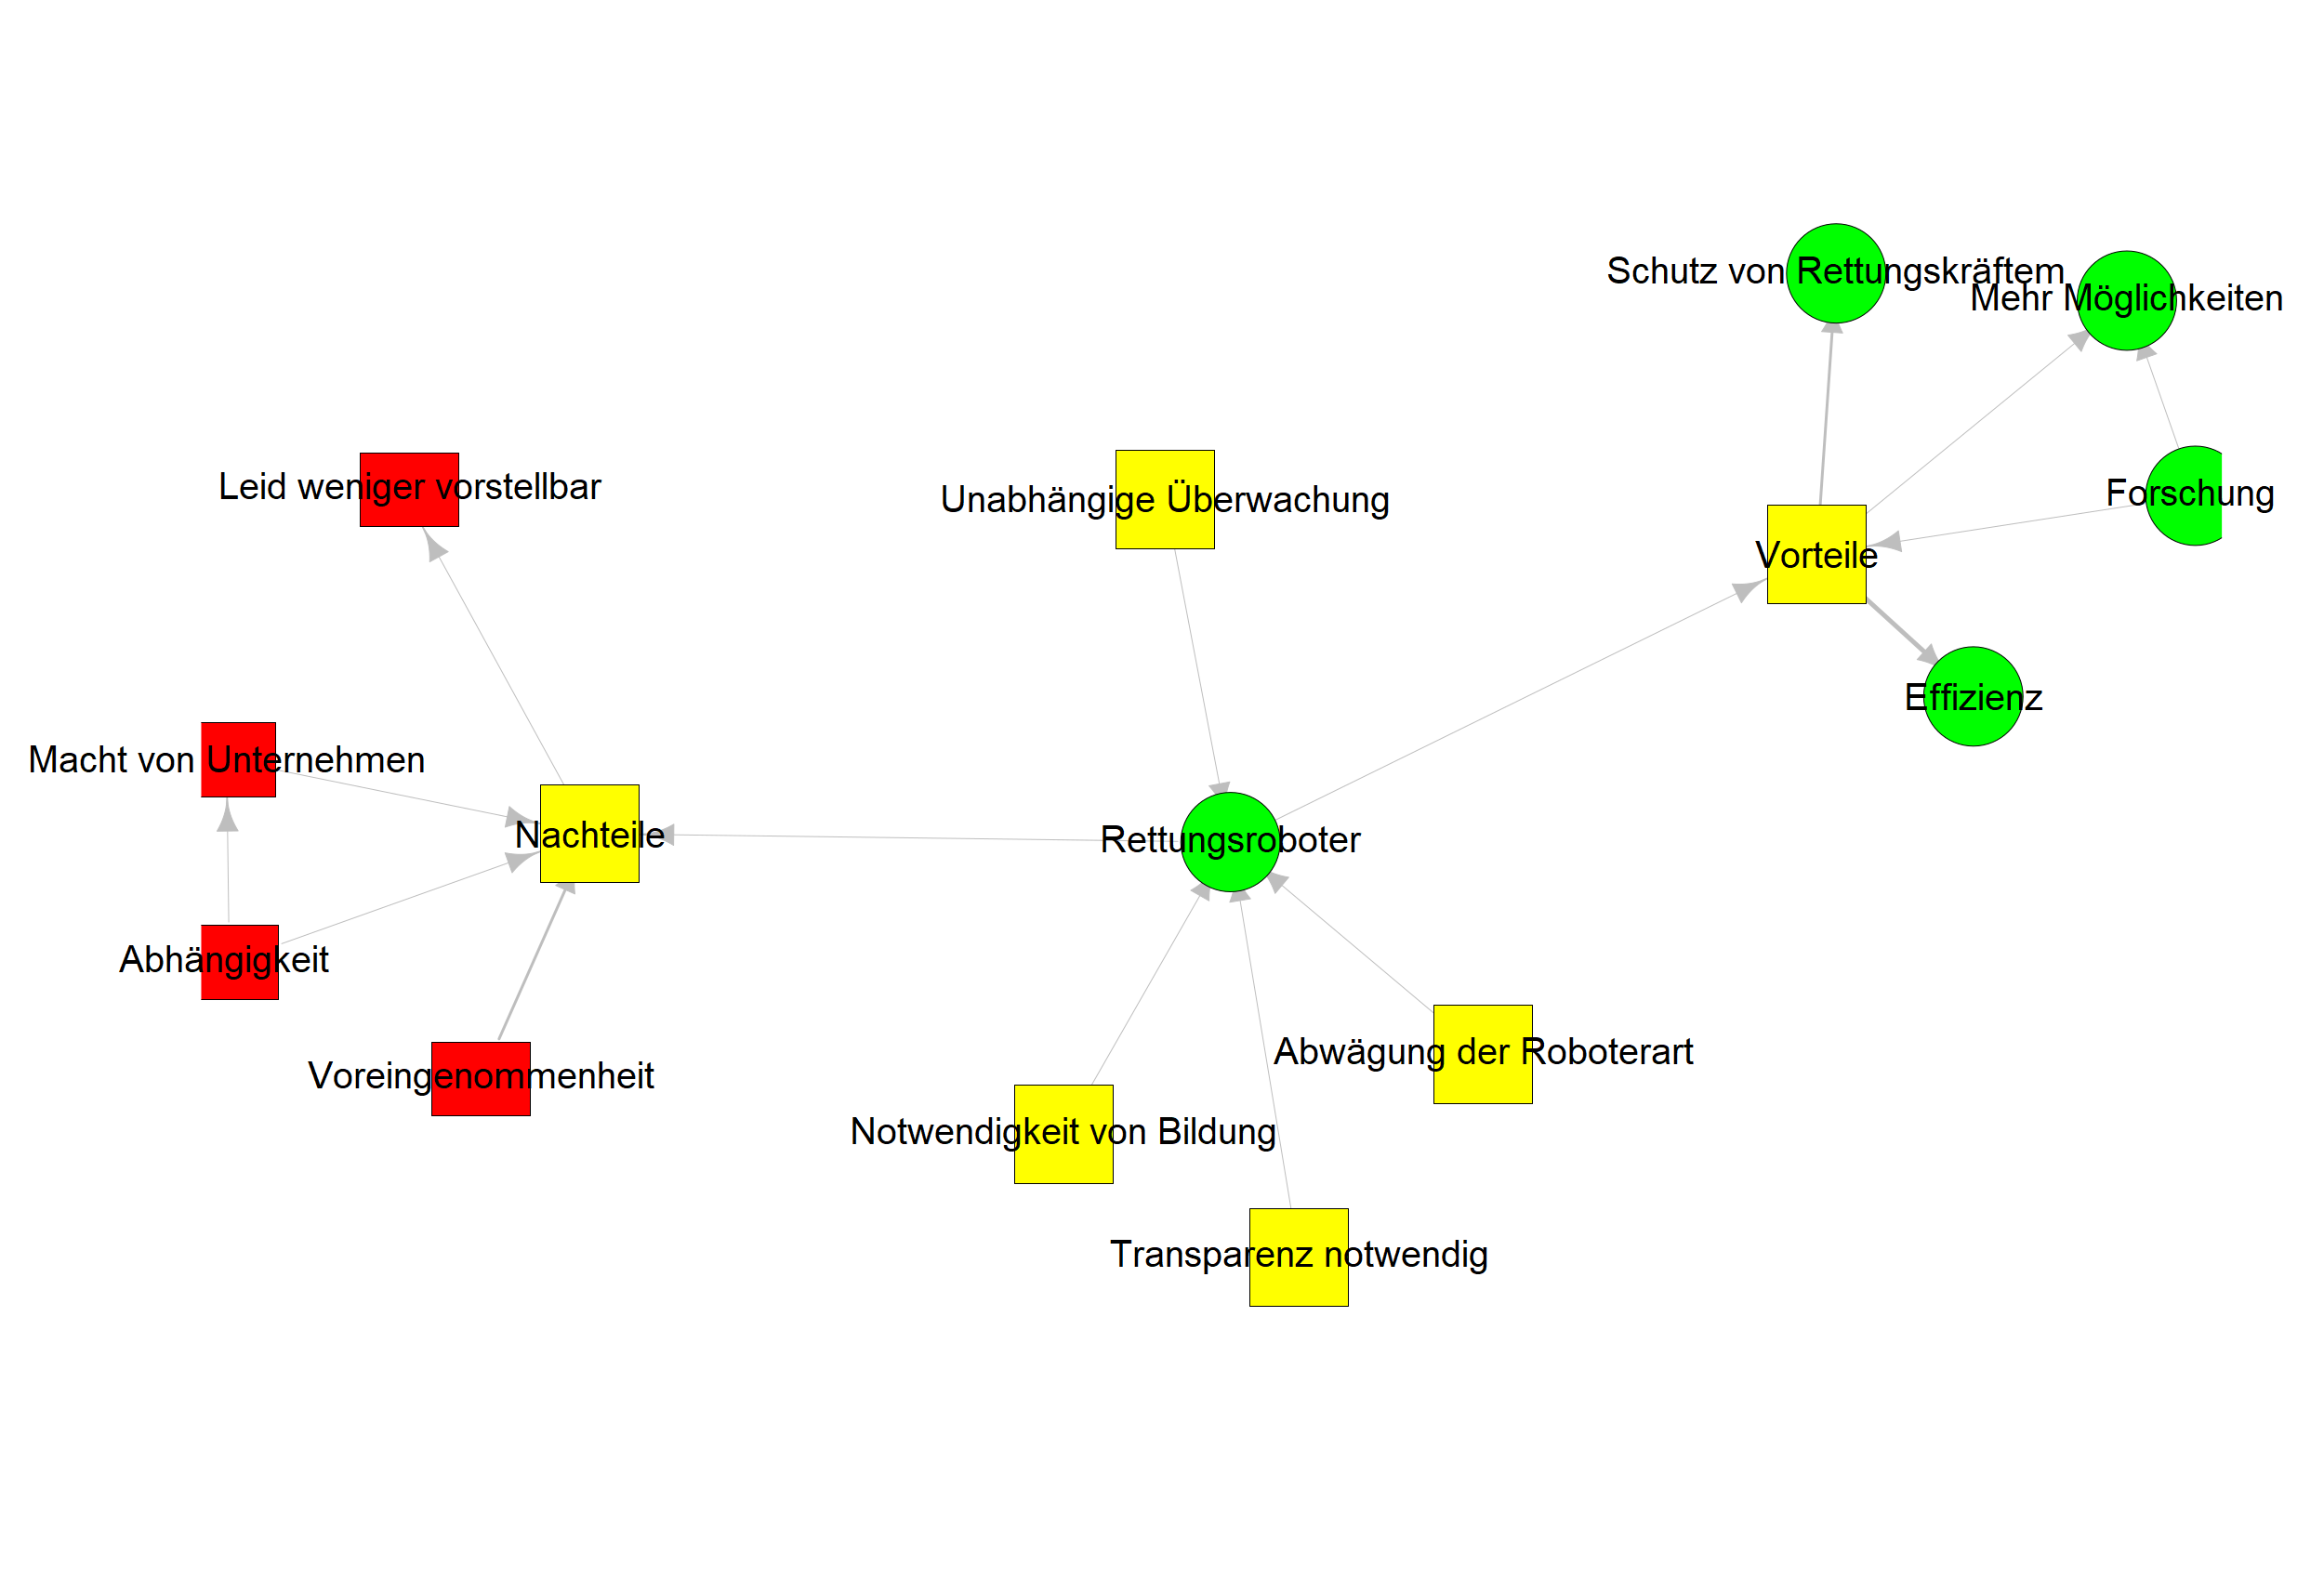 Schutz von Rettungskräftem
Mehr Möglichkeiten
Leid weniger vorstellbar
Unabhängige Überwachung
Forschung
Vorteile
Effizienz
Macht von Unternehmen
Nachteile
Rettungsroboter
Abhängigkeit
Abwägung der Roboterart
Voreingenommenheit
Notwendigkeit von Bildung
Transparenz notwendig